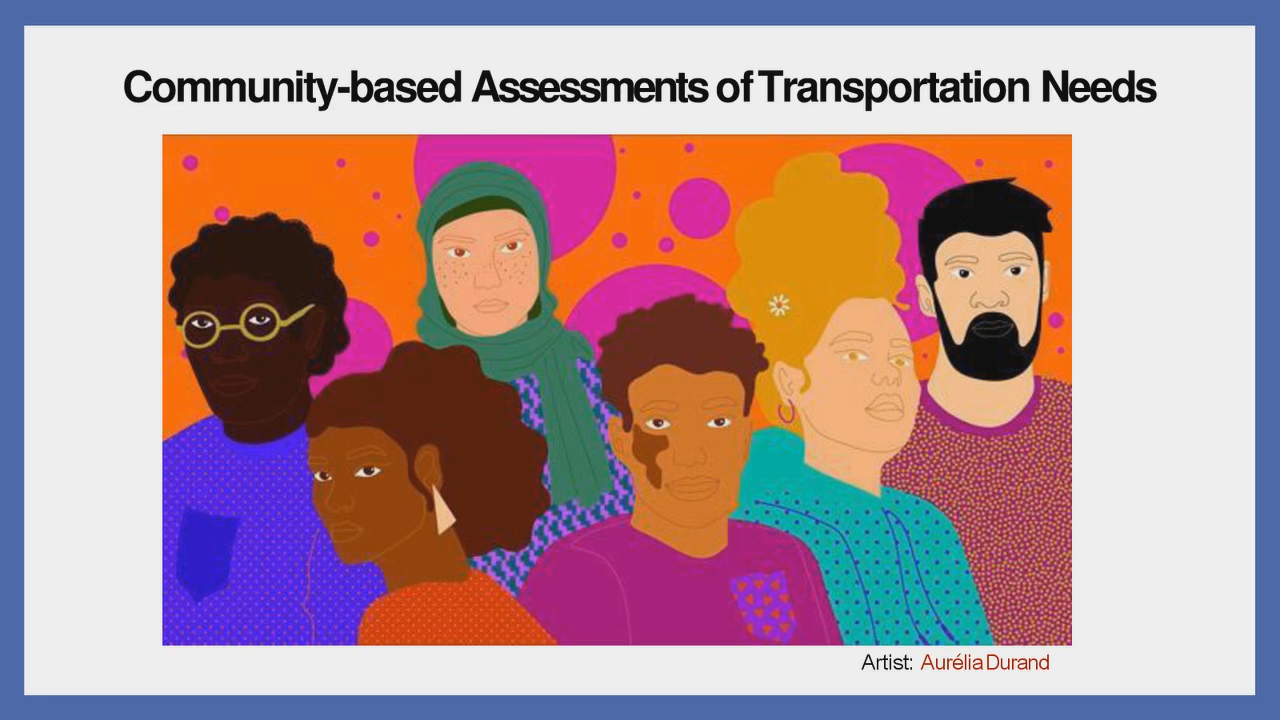 Community-based Assessments of Transportation Needs
Artist: Aurélia Durand